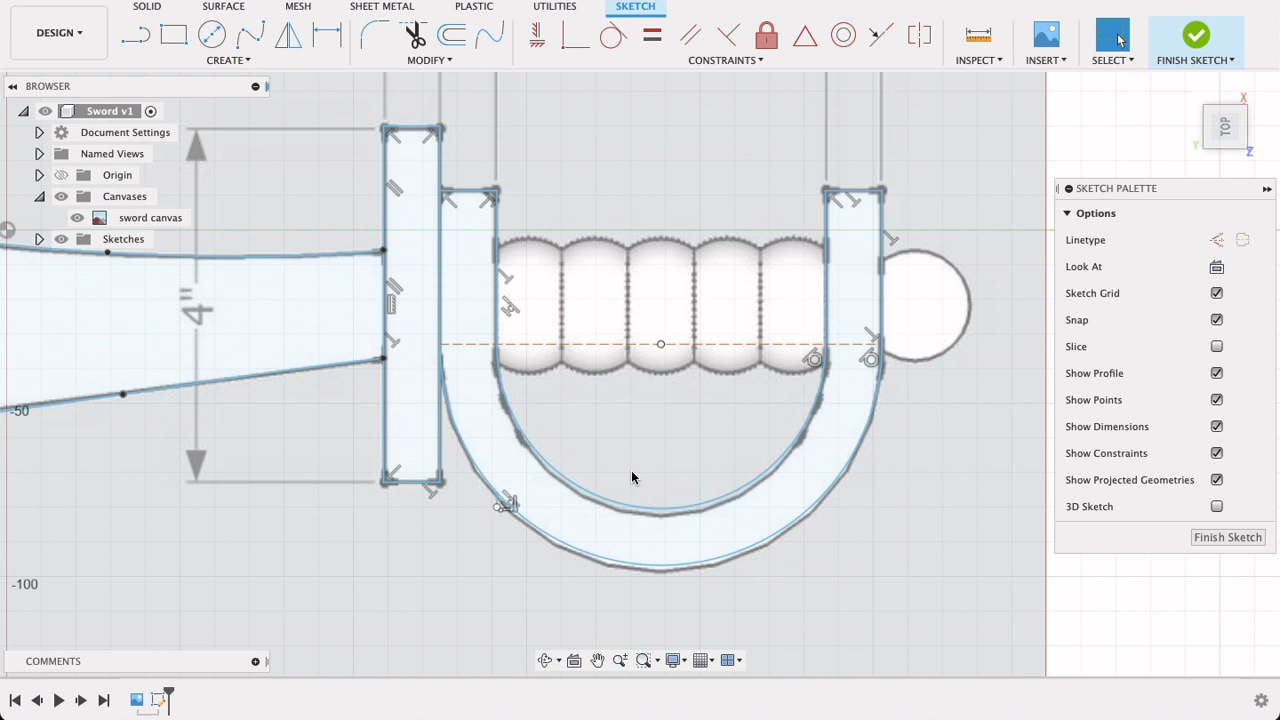 SOLID SURFACE MESH SHEET METAL PLASTIC UTILITIES SKETCH
DESIGN
CREATE MODIFY CONSTRAINTS INSPECT INSERT SELECT FINISH SKETCH
BROWSER
Sword v1
Document Settings
Named Views
Origin
Canvases
sword canvas
Sketches
4"
-50
-100
X
TOP
Y
Z
SKETCH PALETTE
Options
Linetype
Look At
Sketch Grid
Snap
Slice
Show Profile
Show Points
Show Dimensions
Show Constraints
Show Projected Geometries
3D Sketch
Finish Sketch
COMMENTS